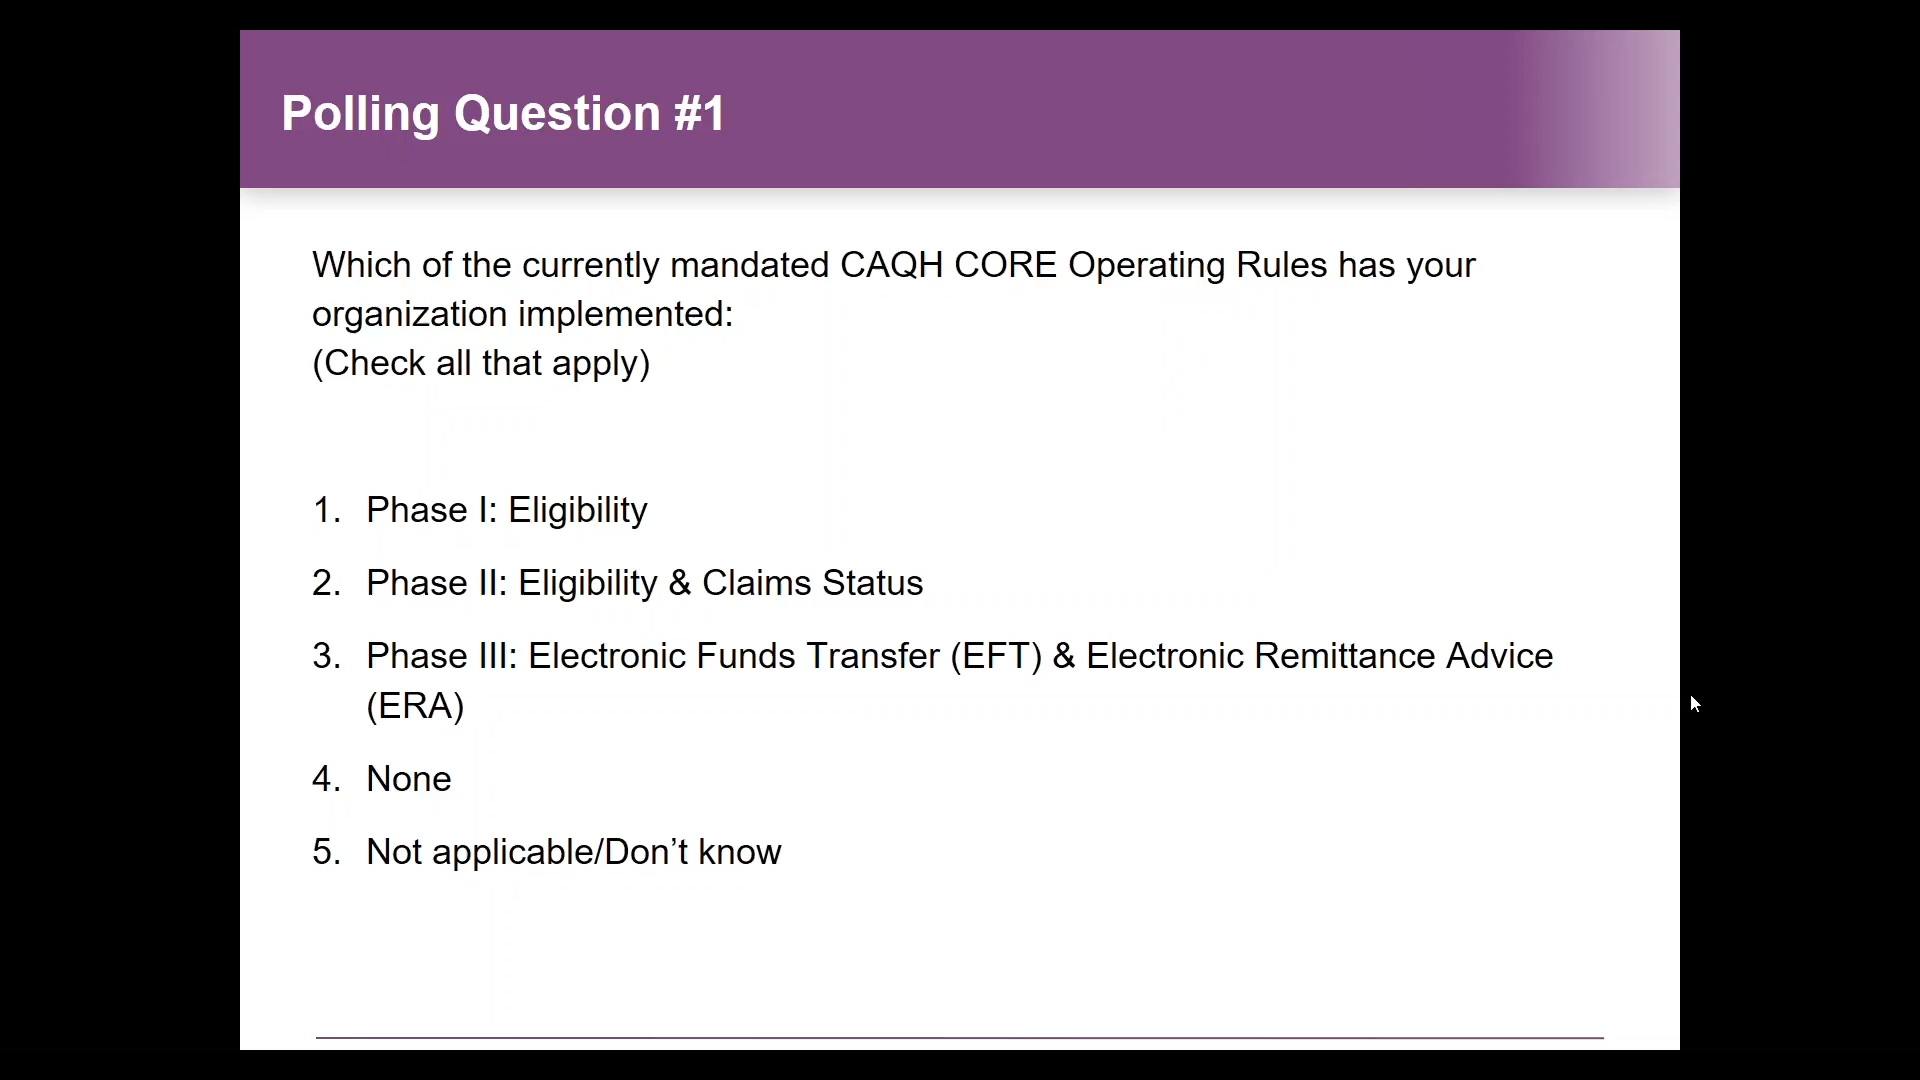 Polling Question #1
Which of the currently mandated CAQH CORE Operating Rules has your
organization implemented:
(Check all that apply)
1. Phase I: Eligibility
2. Phase II: Eligibility & Claims Status
3. Phase III: Electronic Funds Transfer (EFT) & Electronic Remittance Advice
(ERA)
4. None
5. Not applicable/Don’t know